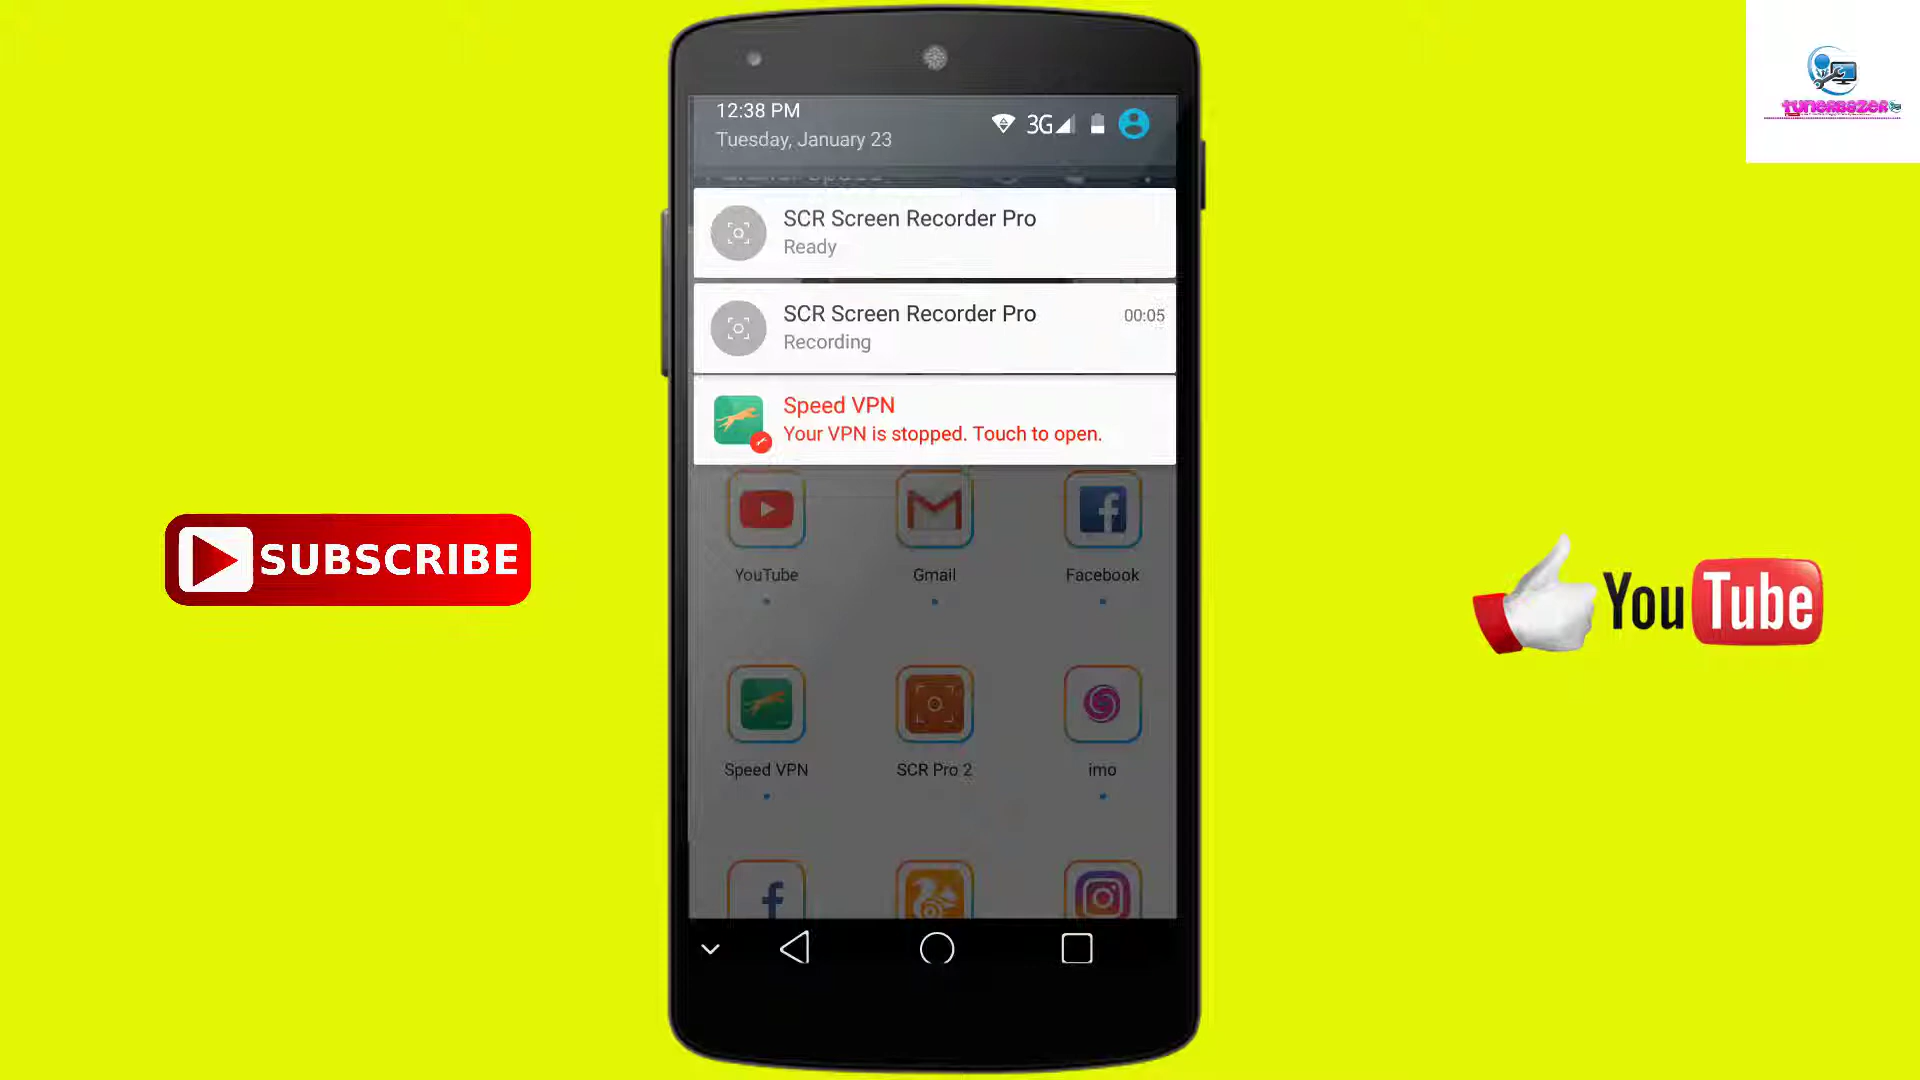 12:38 PM
Tuesday, January 23
3G
TUNERBAZER
SCR Screen Recorder Pro
Ready
SCR Screen Recorder Pro
00:05
Recording
Speed VPN
Your VPN is stopped. Touch to open.
YouTube
Gmail
Facebook
SUBSCRIBE
YouTube
Speed VPN
SCR Pro 2
imo